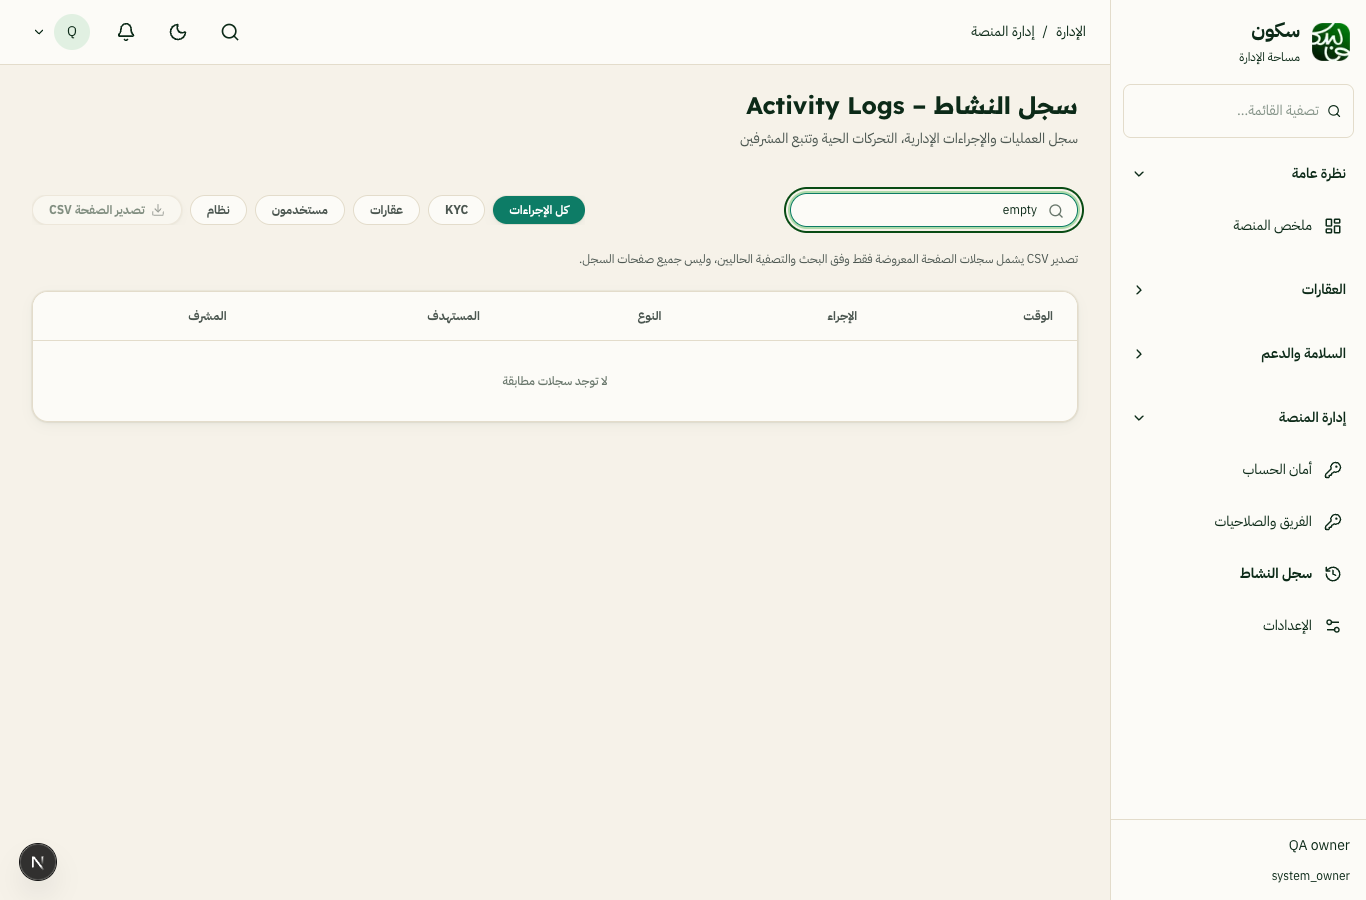 سكون
مساحة الإدارة
تصفية القائمة...
نظرة عامة
ملخص المنصة
العقارات
السلامة والدعم
إدارة المنصة
أمان الحساب
الفريق والصلاحيات
سجل النشاط
الإعدادات
QA owner
system_owner
الإدارة / إدارة المنصة
Q
سجل النشاط – Activity Logs
سجل العمليات والإجراءات الإدارية، التحركات الحية وتتبع المشرفين
empty
كل الإجراءات
KYC
عقارات
مستخدمون
نظام
تصدير الصفحة CSV
تصدير CSV يشمل سجلات الصفحة المعروضة فقط وفق البحث والتصفية الحاليين، وليس جميع صفحات السجل.
الوقت الإجراء النوع المستهدف المشرف
لا توجد سجلات مطابقة
N